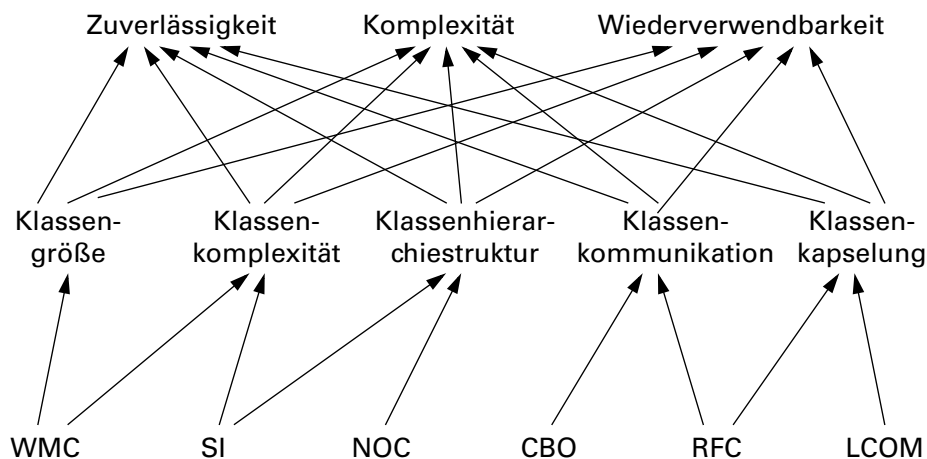 Zuverlässigkeit Komplexität Wiederverwendbarkeit
Klassen- Klassen- Klassenhierar- Klassen- Klassen-
größe komplexität chiestruktur kommunikation kapselung
WMC SI NOC CBO RFC LCOM